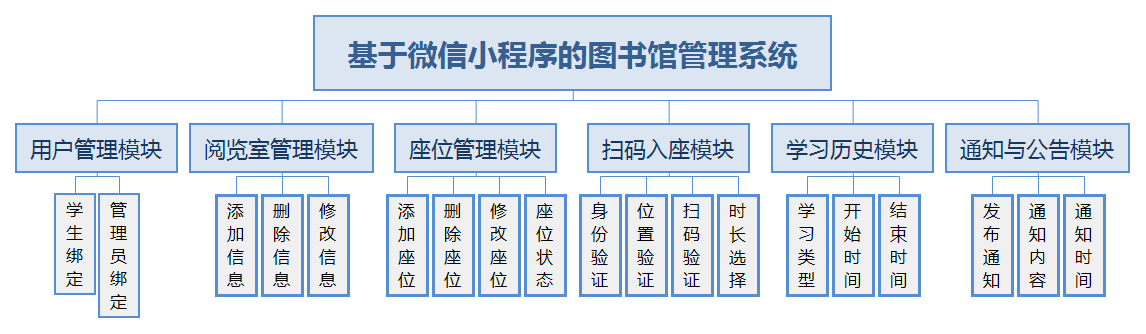 基于微信小程序的图书馆管理系统
用户管理模块
阅览室管理模块
座位管理模块
扫码入座模块
学习历史模块
通知与公告模块
学生绑定
管理员绑定
添加信息
删除信息
修改信息
添加座位
删除座位
修改座位
座位状态
身份验证
位置验证
扫码验证
时长选择
学习类型
开始时间
结束时间
发布通知
通知内容
通知时间